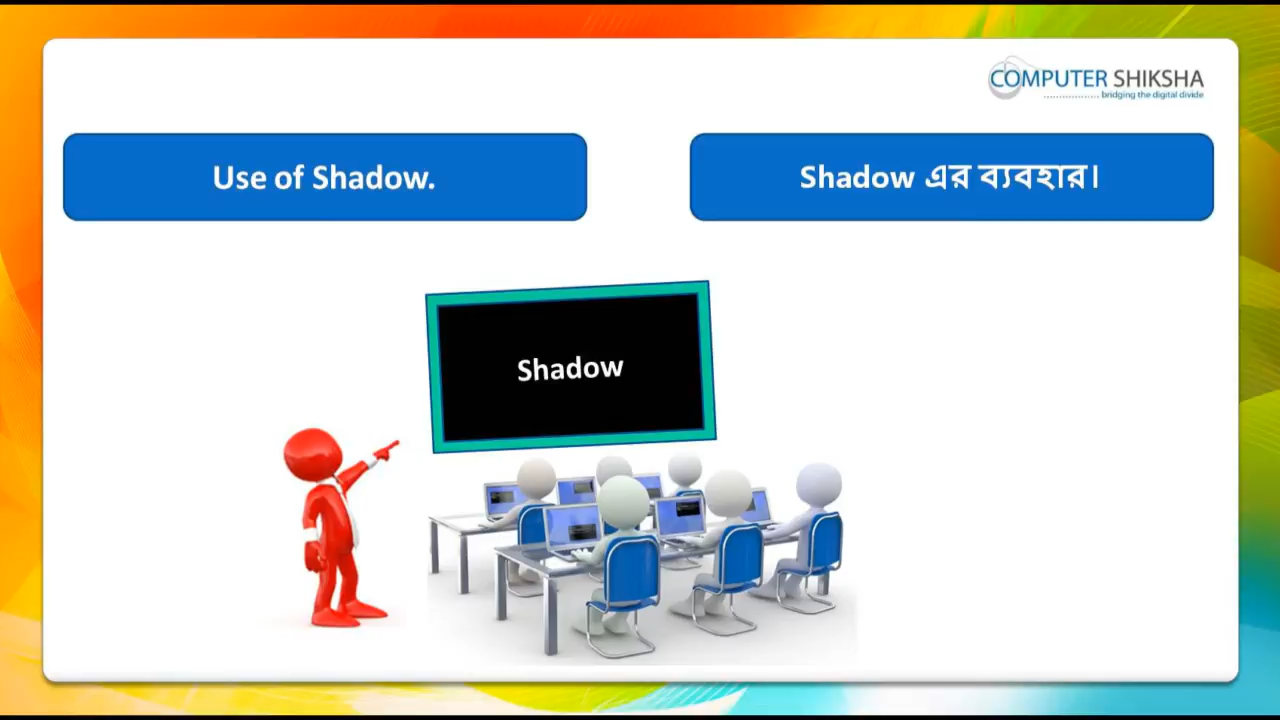 COMPUTER SHIKSHA
bridging the digital divide
Use of Shadow.
Shadow এর ব্যবহার।
Shadow